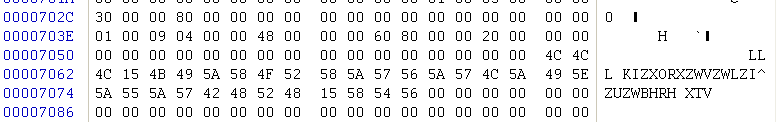 0000702C 30 00 00 80 00 00 00 00 00 00 00 00 00 00 00 00 00 00 0 ▮
0000703E 01 00 09 04 00 00 48 00 00 00 60 80 00 00 20 00 00 00 H `▮
00007050 00 00 00 00 00 00 00 00 00 00 00 00 00 00 00 00 4C 4C LL
00007062 4C 15 4B 49 5A 58 4F 52 58 5A 57 56 5A 57 4C 5A 49 5E L KIZXORXZWVZWLZI^
00007074 5A 55 5A 57 42 48 52 48 15 58 54 56 00 00 00 00 00 00 ZUZWBHRH XTV
00007086 00 00 00 00 00 00 00 00 00 00 00 00 00 00 00 00 00 00